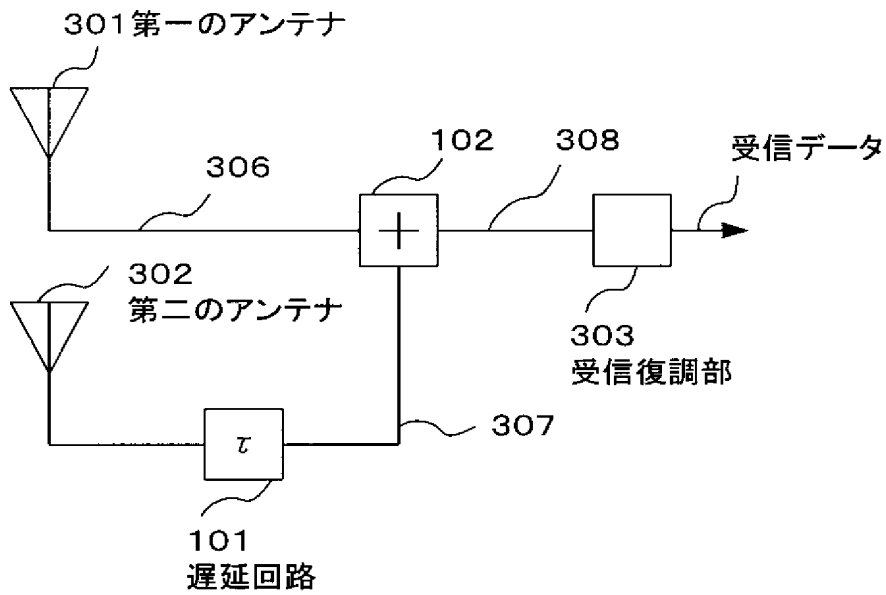 301第一のアンテナ
306
102
+
308
受信データ
302
第二のアンテナ
303
受信復調部
τ
307
101
遅延回路